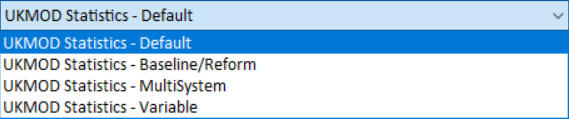 UKMOD Statistics - Default
UKMOD Statistics - Default
UKMOD Statistics - Baseline/Reform
UKMOD Statistics - MultiSystem
UKMOD Statistics - Variable